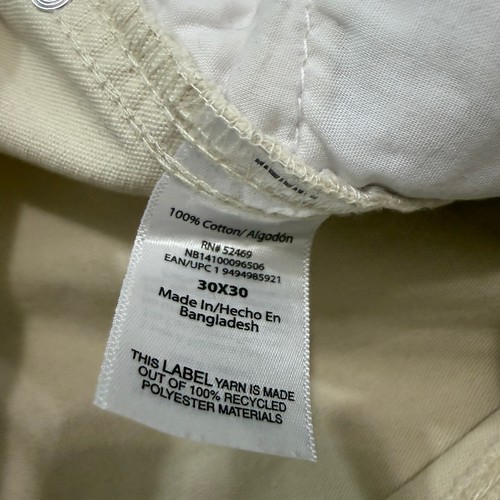 100% Cotton/ Algodón
RN# 52469
NB14100096506
EAN/UPC 1 9494985921
30X30
Made In/Hecho En
Bangladesh
THIS LABEL YARN IS MADE
OUT OF 100% RECYCLED
POLYESTER MATERIALS